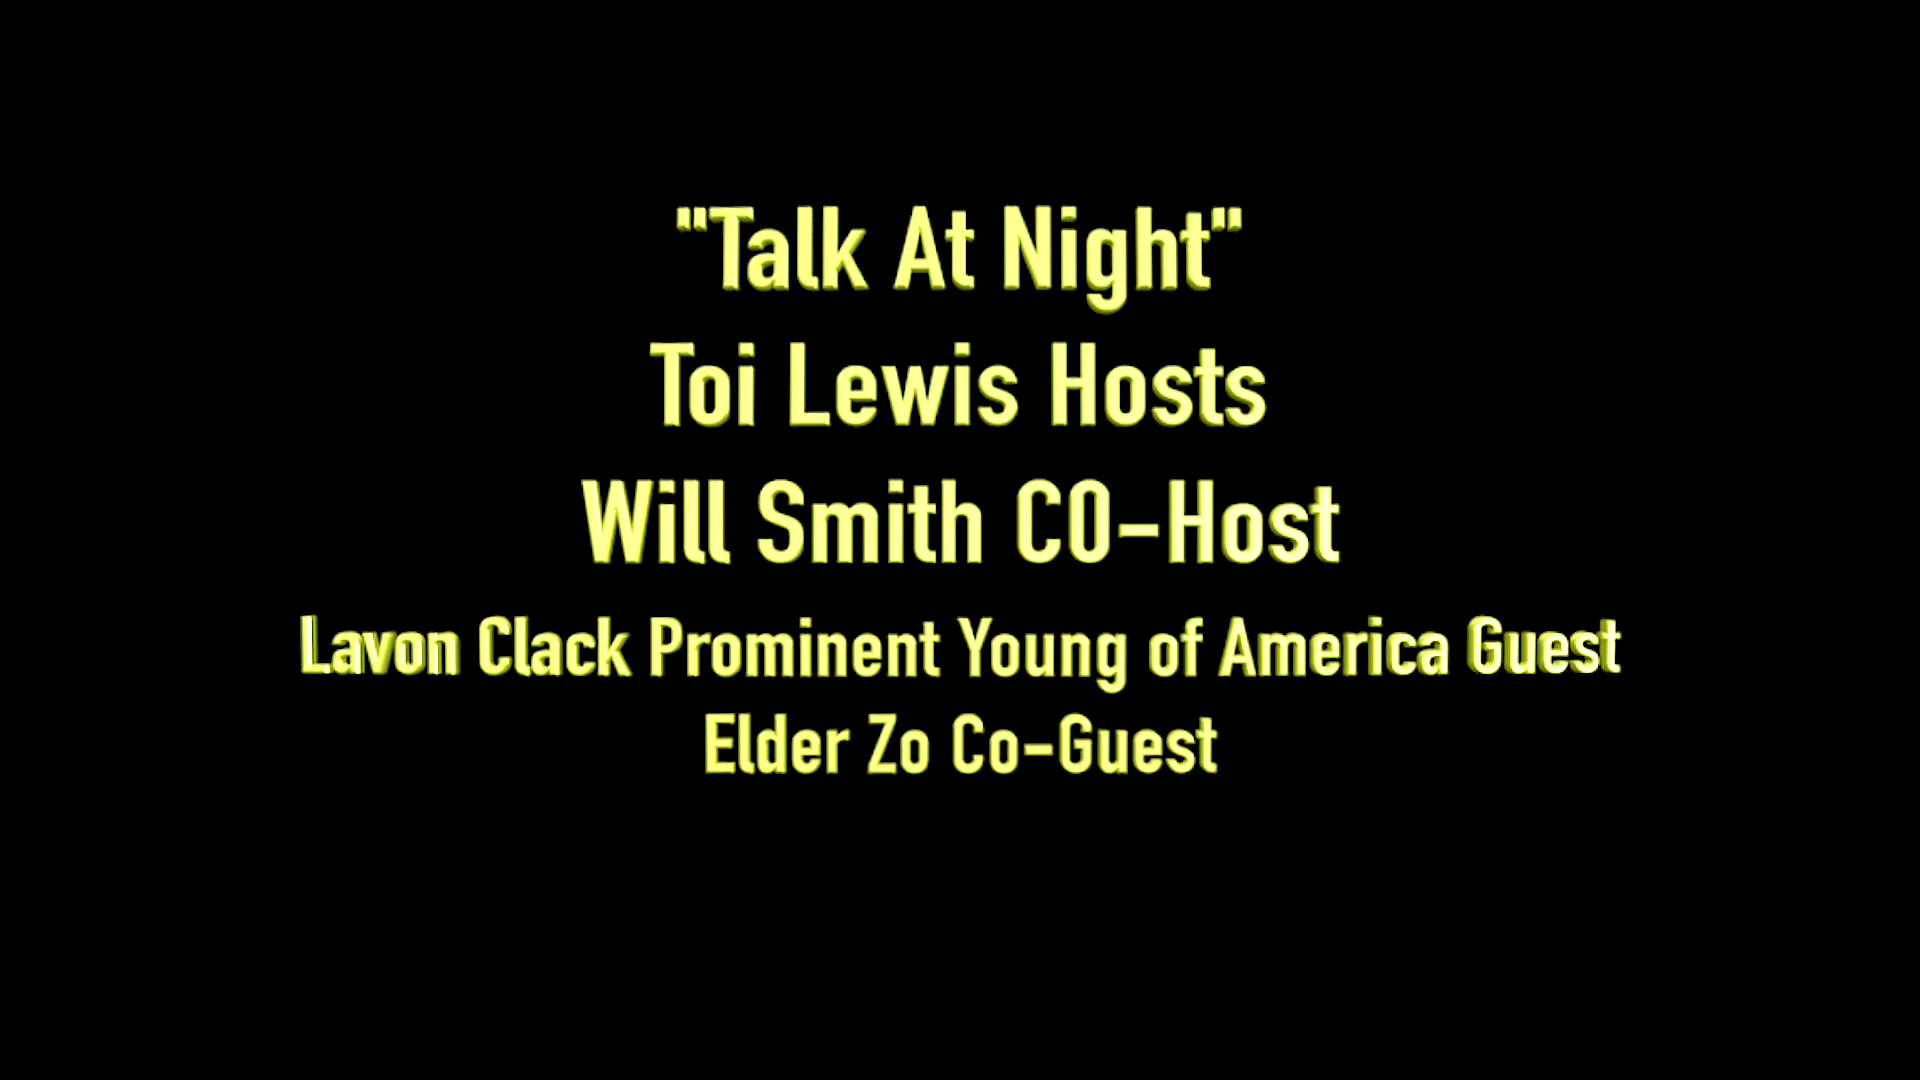 "Talk At Night"
Toi Lewis Hosts
Will Smith CO-Host
Lavon Clack Prominent Young of America Guest
Elder Zo Co-Guest